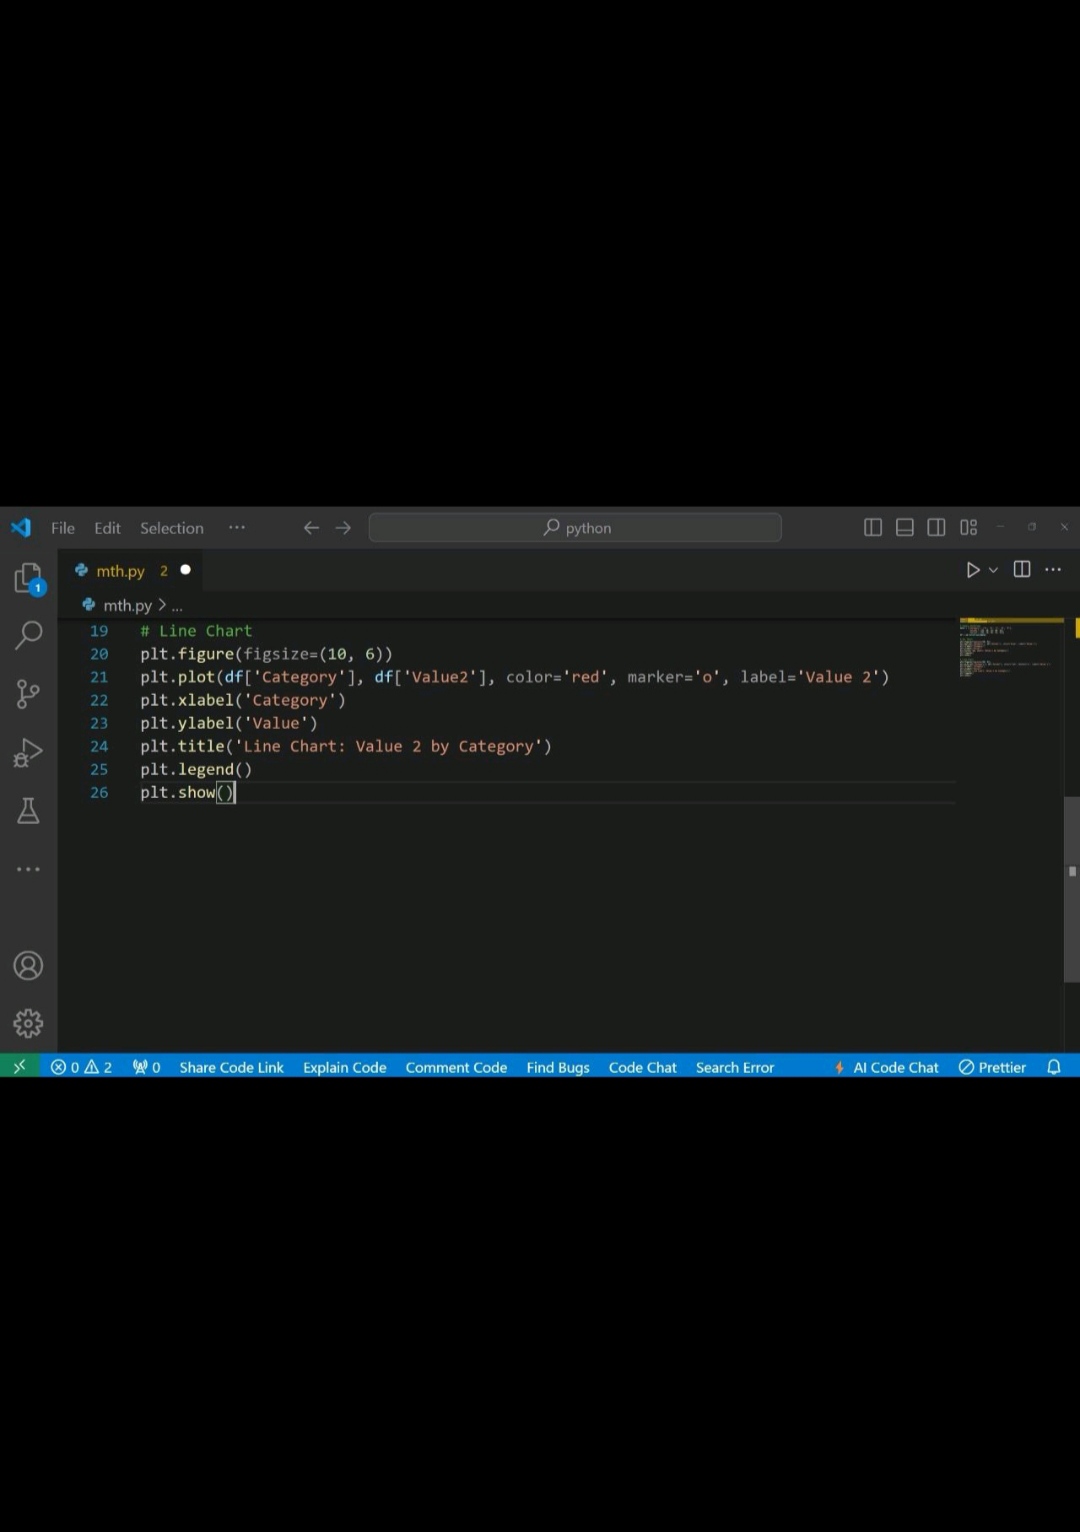 File Edit Selection ... python
mth.py 2
1
mth.py > ...
19 # Line Chart
20 plt.figure(figsize=(10, 6))
21 plt.plot(df['Category'], df['Value2'], color='red', marker='o', label='Value 2')
22 plt.xlabel('Category')
23 plt.ylabel('Value')
24 plt.title('Line Chart: Value 2 by Category')
25 plt.legend()
26 plt.show()
0 2 0 Share Code Link Explain Code Comment Code Find Bugs Code Chat Search Error AI Code Chat Prettier